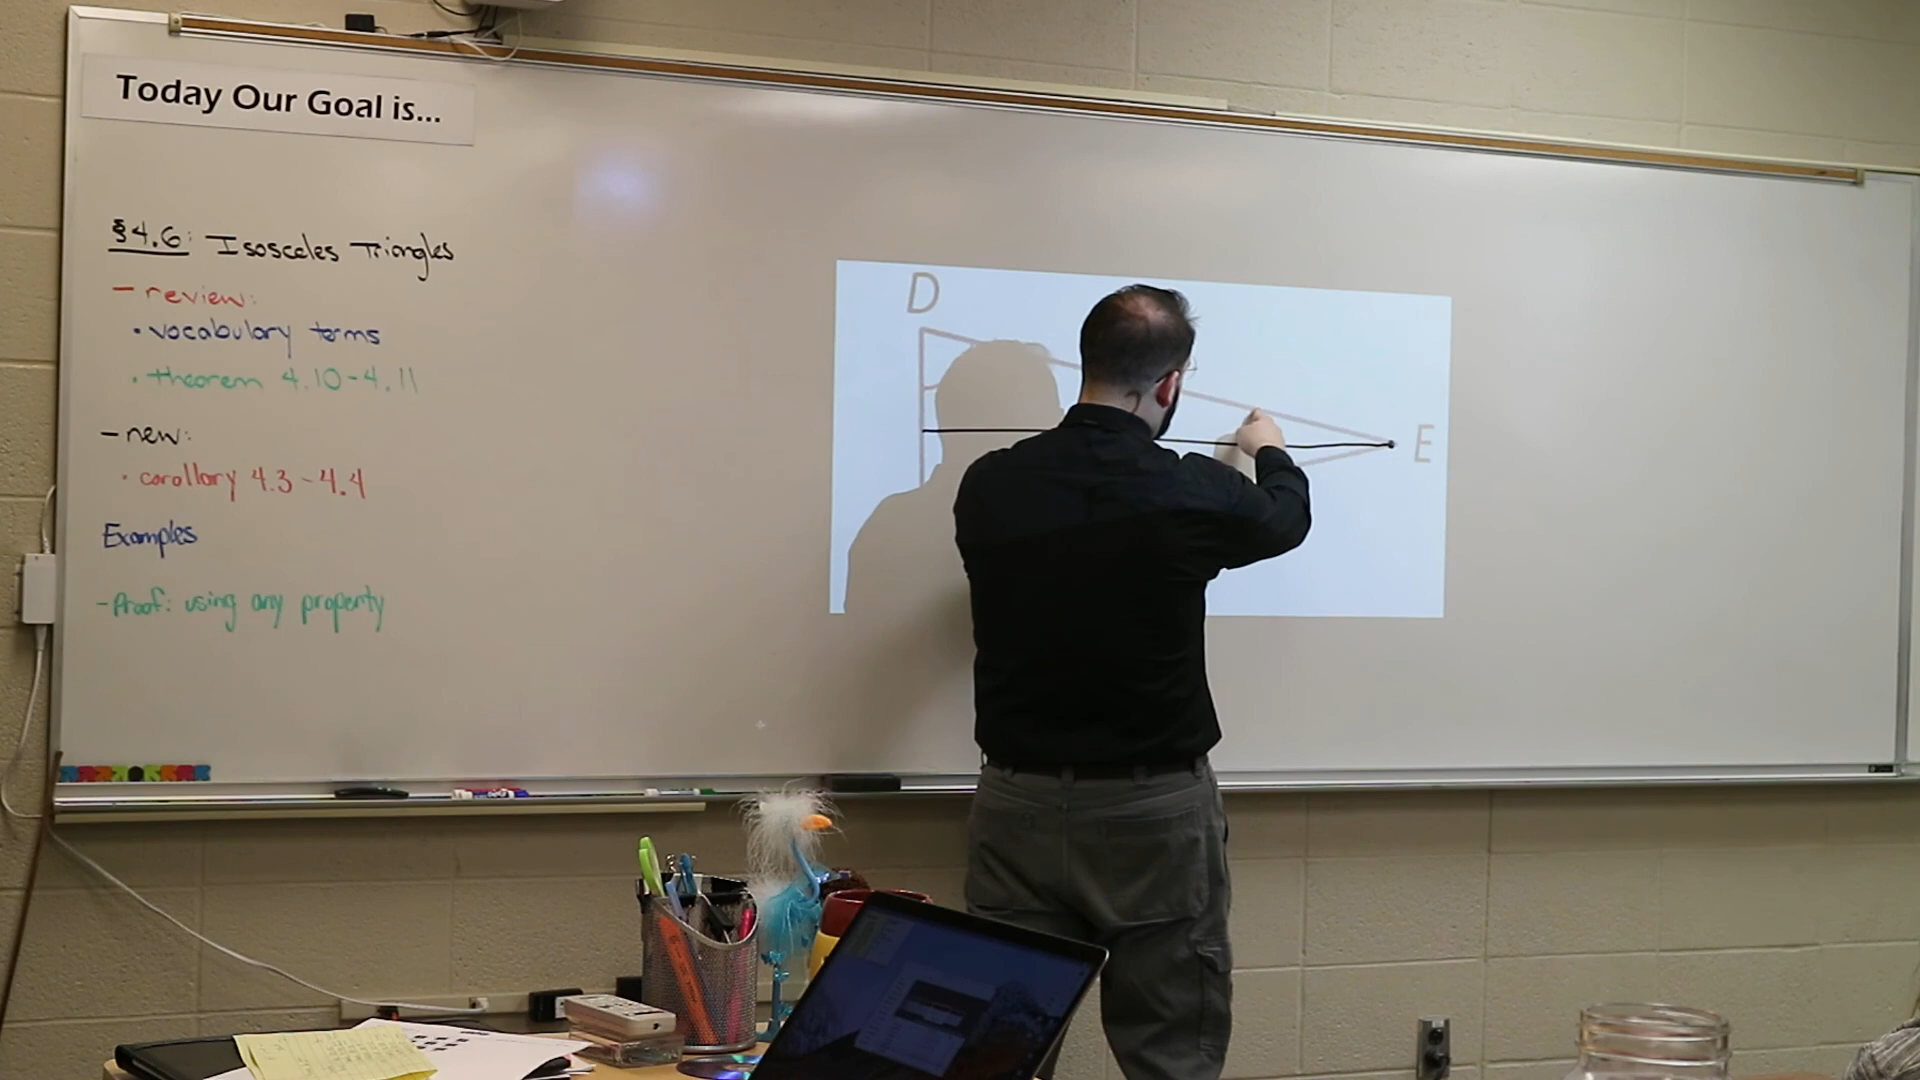 Today Our Goal is...
§4.6: Isosceles Triangles
- review:
• vocabulary terms
• theorem 4.10-4.11
- new:
• corollary 4.3-4.4
Examples
- Proof: using any property
D
E